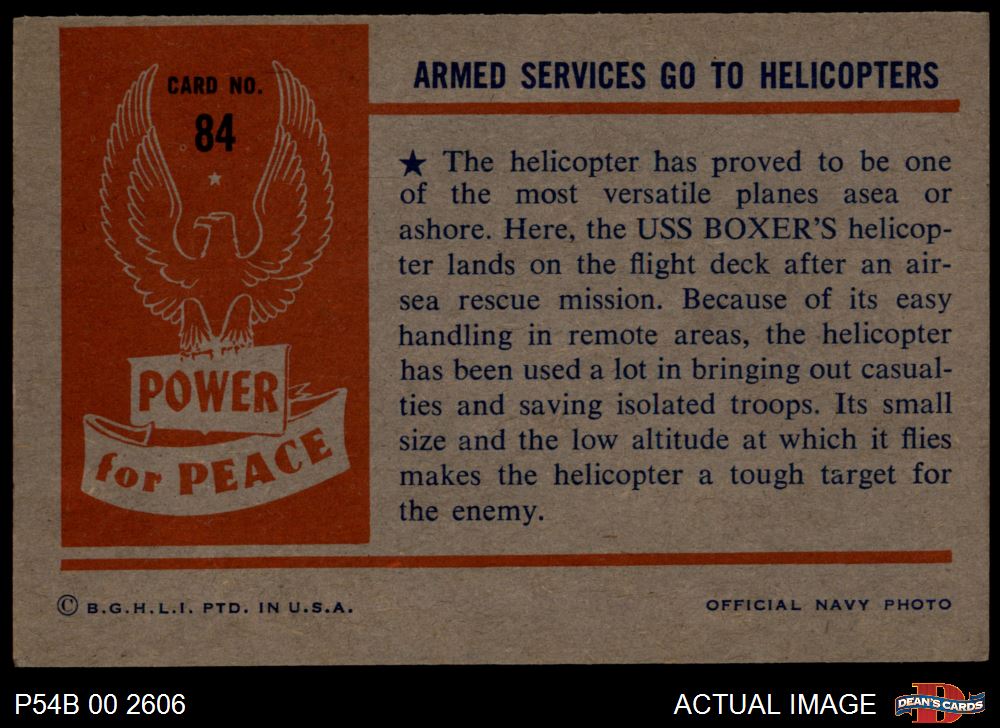 CARD NO.
84
POWER
for PEACE
ARMED SERVICES GO TO HELICOPTERS
★ The helicopter has proved to be one
of the most versatile planes asea or
ashore. Here, the USS BOXER'S helicop-
ter lands on the flight deck after an air-
sea rescue mission. Because of its easy
handling in remote areas, the helicopter
has been used a lot in bringing out casual-
ties and saving isolated troops. Its small
size and the low altitude at which it flies
makes the helicopter a tough target for
the enemy.
© B.G.H.L.I. PTD. IN U.S.A.
OFFICIAL NAVY PHOTO
P54B 00 2606
ACTUAL IMAGE
D
DEAN'S CARDS